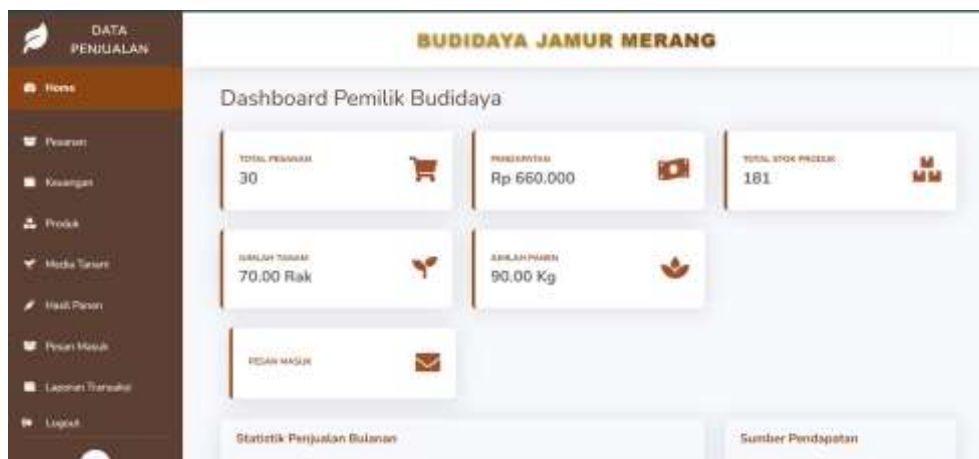 DATA
PENJUALAN
BUDIDAYA JAMUR MERANG
Home
Dashboard Pemilik Budidaya
Pesanan
Keuangan
Produk
Media Tanam
Hasil Panen
Pesan Masuk
Laporan Transaksi
Logout
TOTAL PESANAN
30
PENDAPATAN
Rp 660.000
TOTAL STOK PRODUK
181
JUMLAH TANAM
70.00 Rak
JUMLAH PANEN
90.00 Kg
PESAN MASUK
Statistik Penjualan Bulanan
Sumber Pendapatan